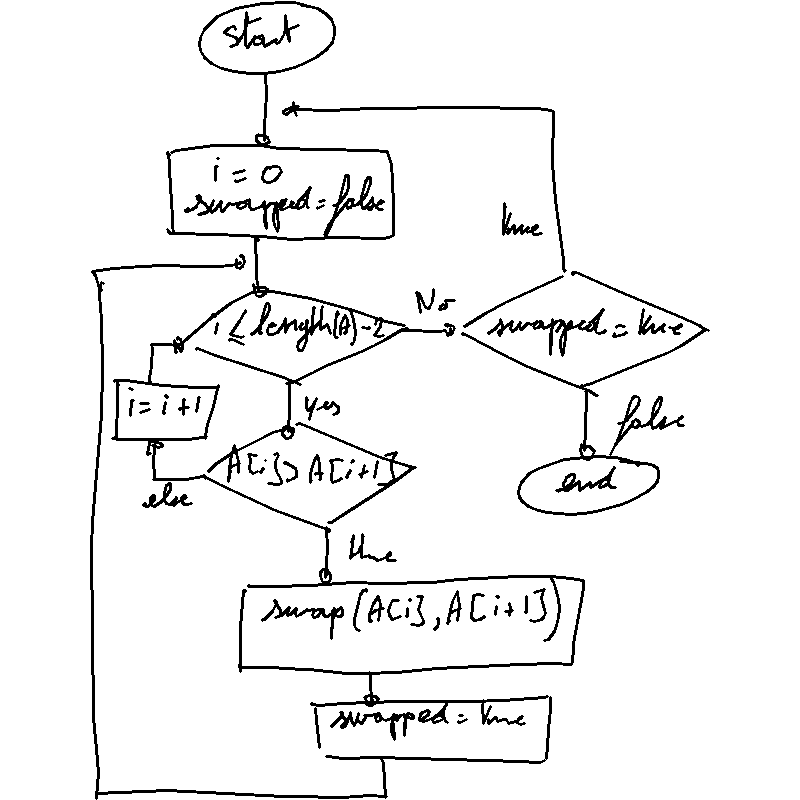 start
i = 0
swapped = false
true
i ≤ length(A)-2
No
swapped = true
i = i + 1
yes
false
A[i] > A[i+1]
end
else
true
swap(A[i], A[i+1])
swapped = true